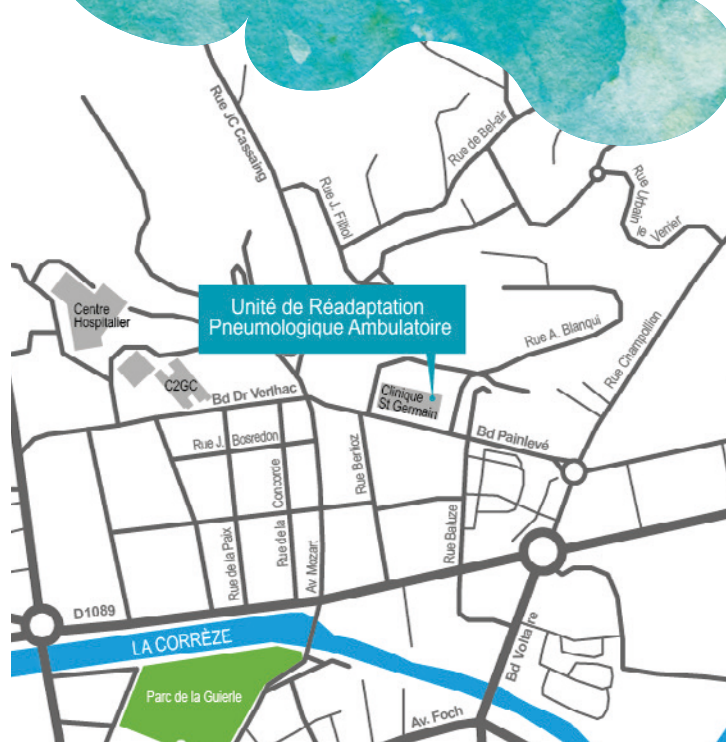 Rue JC Cassaing
Rue de Bel-air
Rue J. Filliol
Rue Urbain le Verrier
Centre
Hospitalier
Unité de Réadaptation
Pneumologique Ambulatoire
Rue A. Blanqui
Rue Champollion
C2GC
Bd Dr Verlhac
Clinique
St Germain
Bd Painlevé
Rue J. Bosredon
Rue Berlioz
Rue de la Concorde
Rue de la Paix
Av Mozart
Rue Baluze
D1089
LA CORRÈZE
Bd Voltaire
Parc de la Guierle
Av. Foch